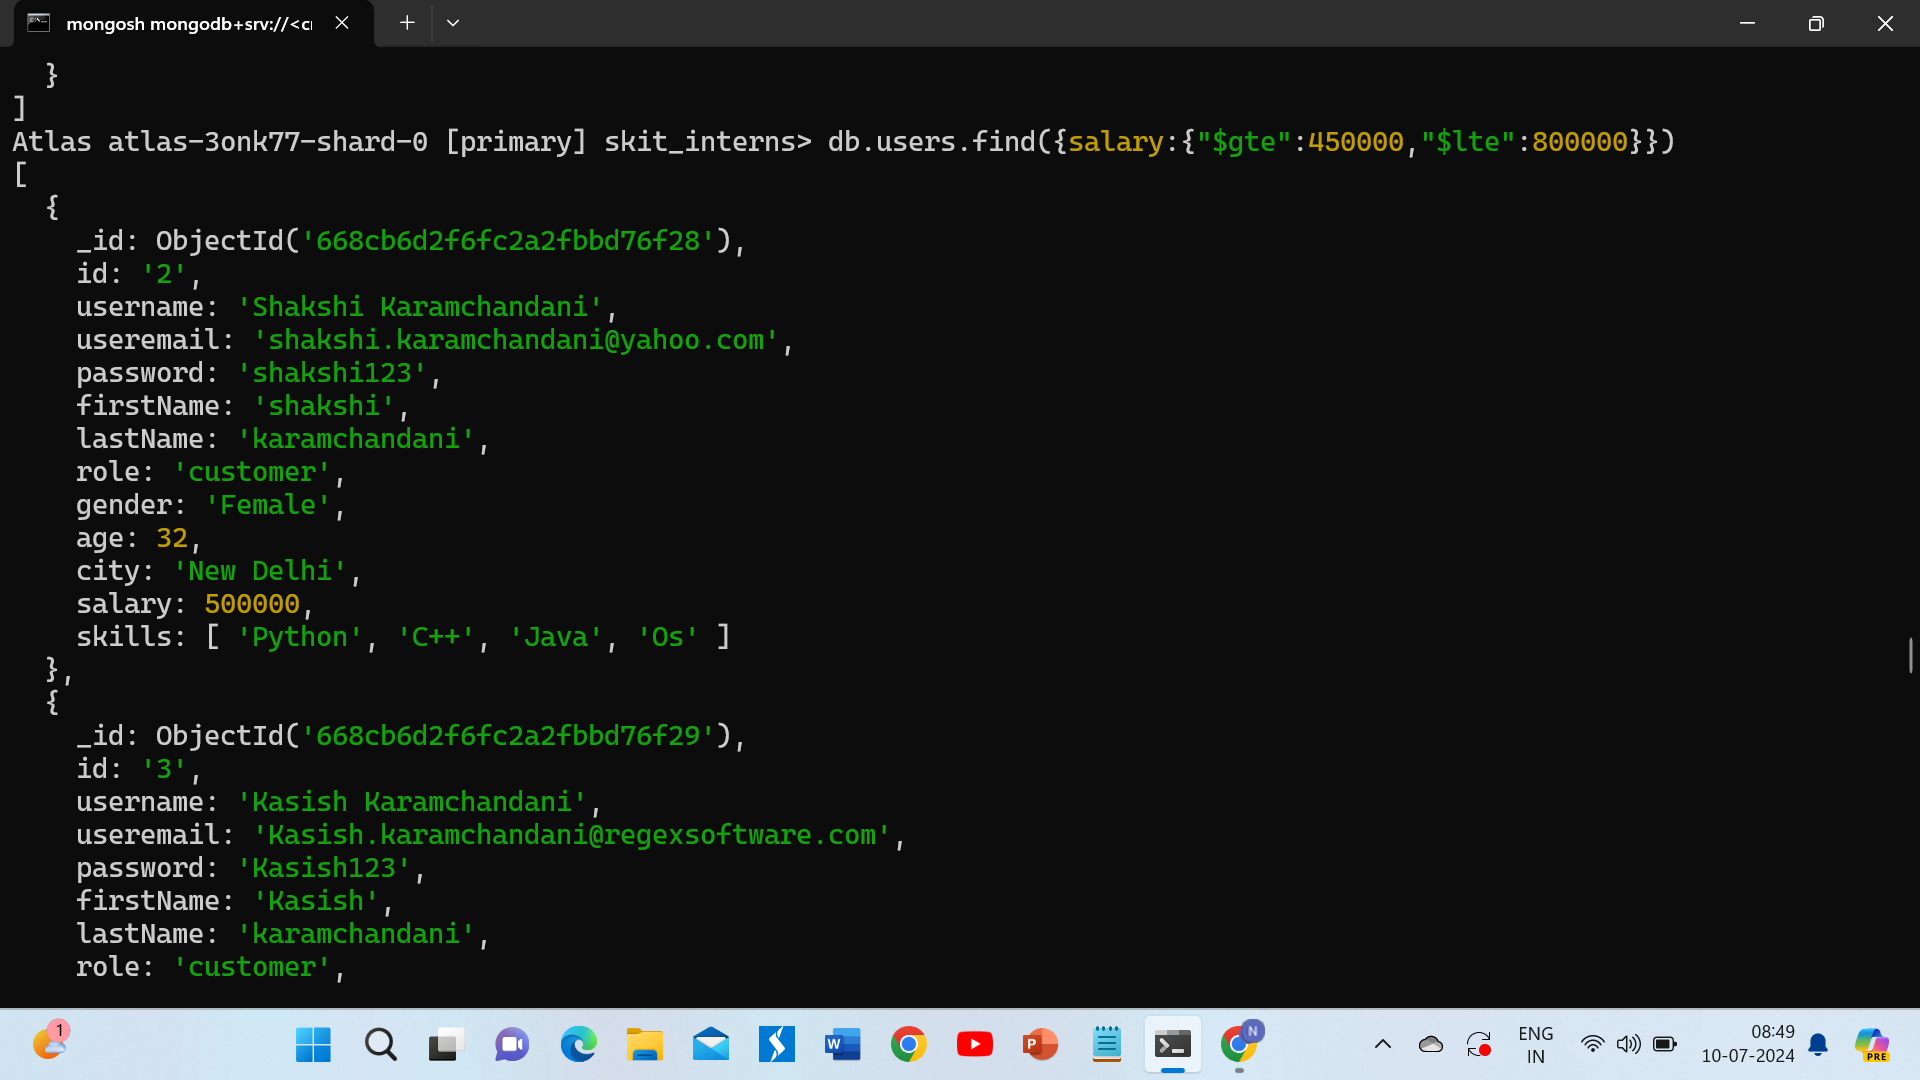 mongosh mongodb+srv://<c
}
]
Atlas atlas-3onk77-shard-0 [primary] skit_interns> db.users.find({salary:{"$gte":450000,"$lte":800000}})
[
{
_id: ObjectId('668cb6d2f6fc2a2fbbd76f28'),
id: '2',
username: 'Shakshi Karamchandani',
useremail: 'shakshi.karamchandani@yahoo.com',
password: 'shakshi123',
firstName: 'shakshi',
lastName: 'karamchandani',
role: 'customer',
gender: 'Female',
age: 32,
city: 'New Delhi',
salary: 500000,
skills: [ 'Python', 'C++', 'Java', 'Os' ]
},
{
_id: ObjectId('668cb6d2f6fc2a2fbbd76f29'),
id: '3',
username: 'Kasish Karamchandani',
useremail: 'Kasish.karamchandani@regexsoftware.com',
password: 'Kasish123',
firstName: 'Kasish',
lastName: 'karamchandani',
role: 'customer',
1
W
P
N
ENG
IN
08:49
10-07-2024
PRE